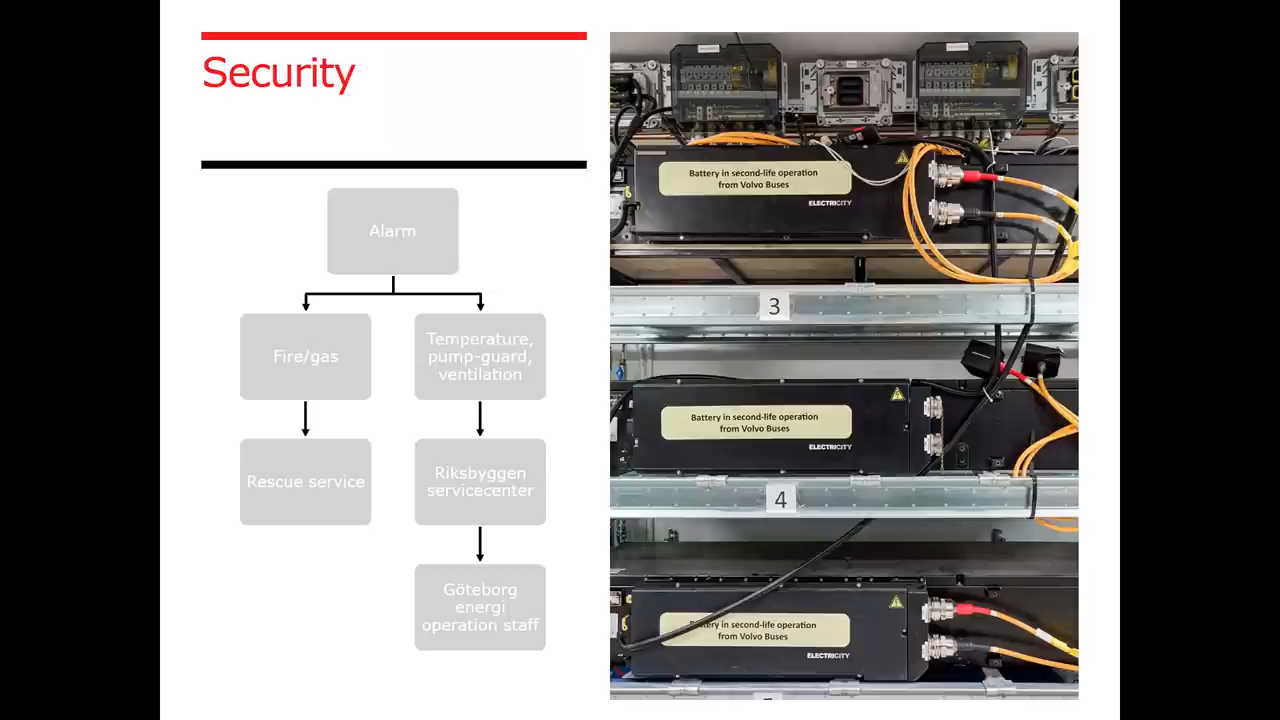 Security
Alarm
Fire/gas
Temperature,
pump-guard,
ventilation
Rescue service
Riksbyggen
servicecenter
Göteborg
energi
operation staff
Battery in second-life operation
from Volvo Buses
ELECTRICITY
3
Battery in second-life operation
from Volvo Buses
ELECTRICITY
4
Battery in second-life operation
from Volvo Buses
ELECTRICITY